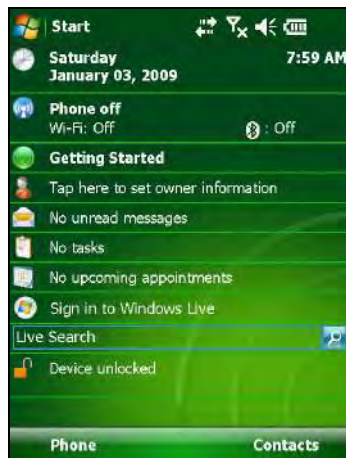 Start
Saturday 7:59 AM
January 03, 2009
Phone off
Wi-Fi: Off : Off
Getting Started
Tap here to set owner information
No unread messages
No tasks
No upcoming appointments
Sign in to Windows Live
Live Search
Device unlocked
Phone Contacts